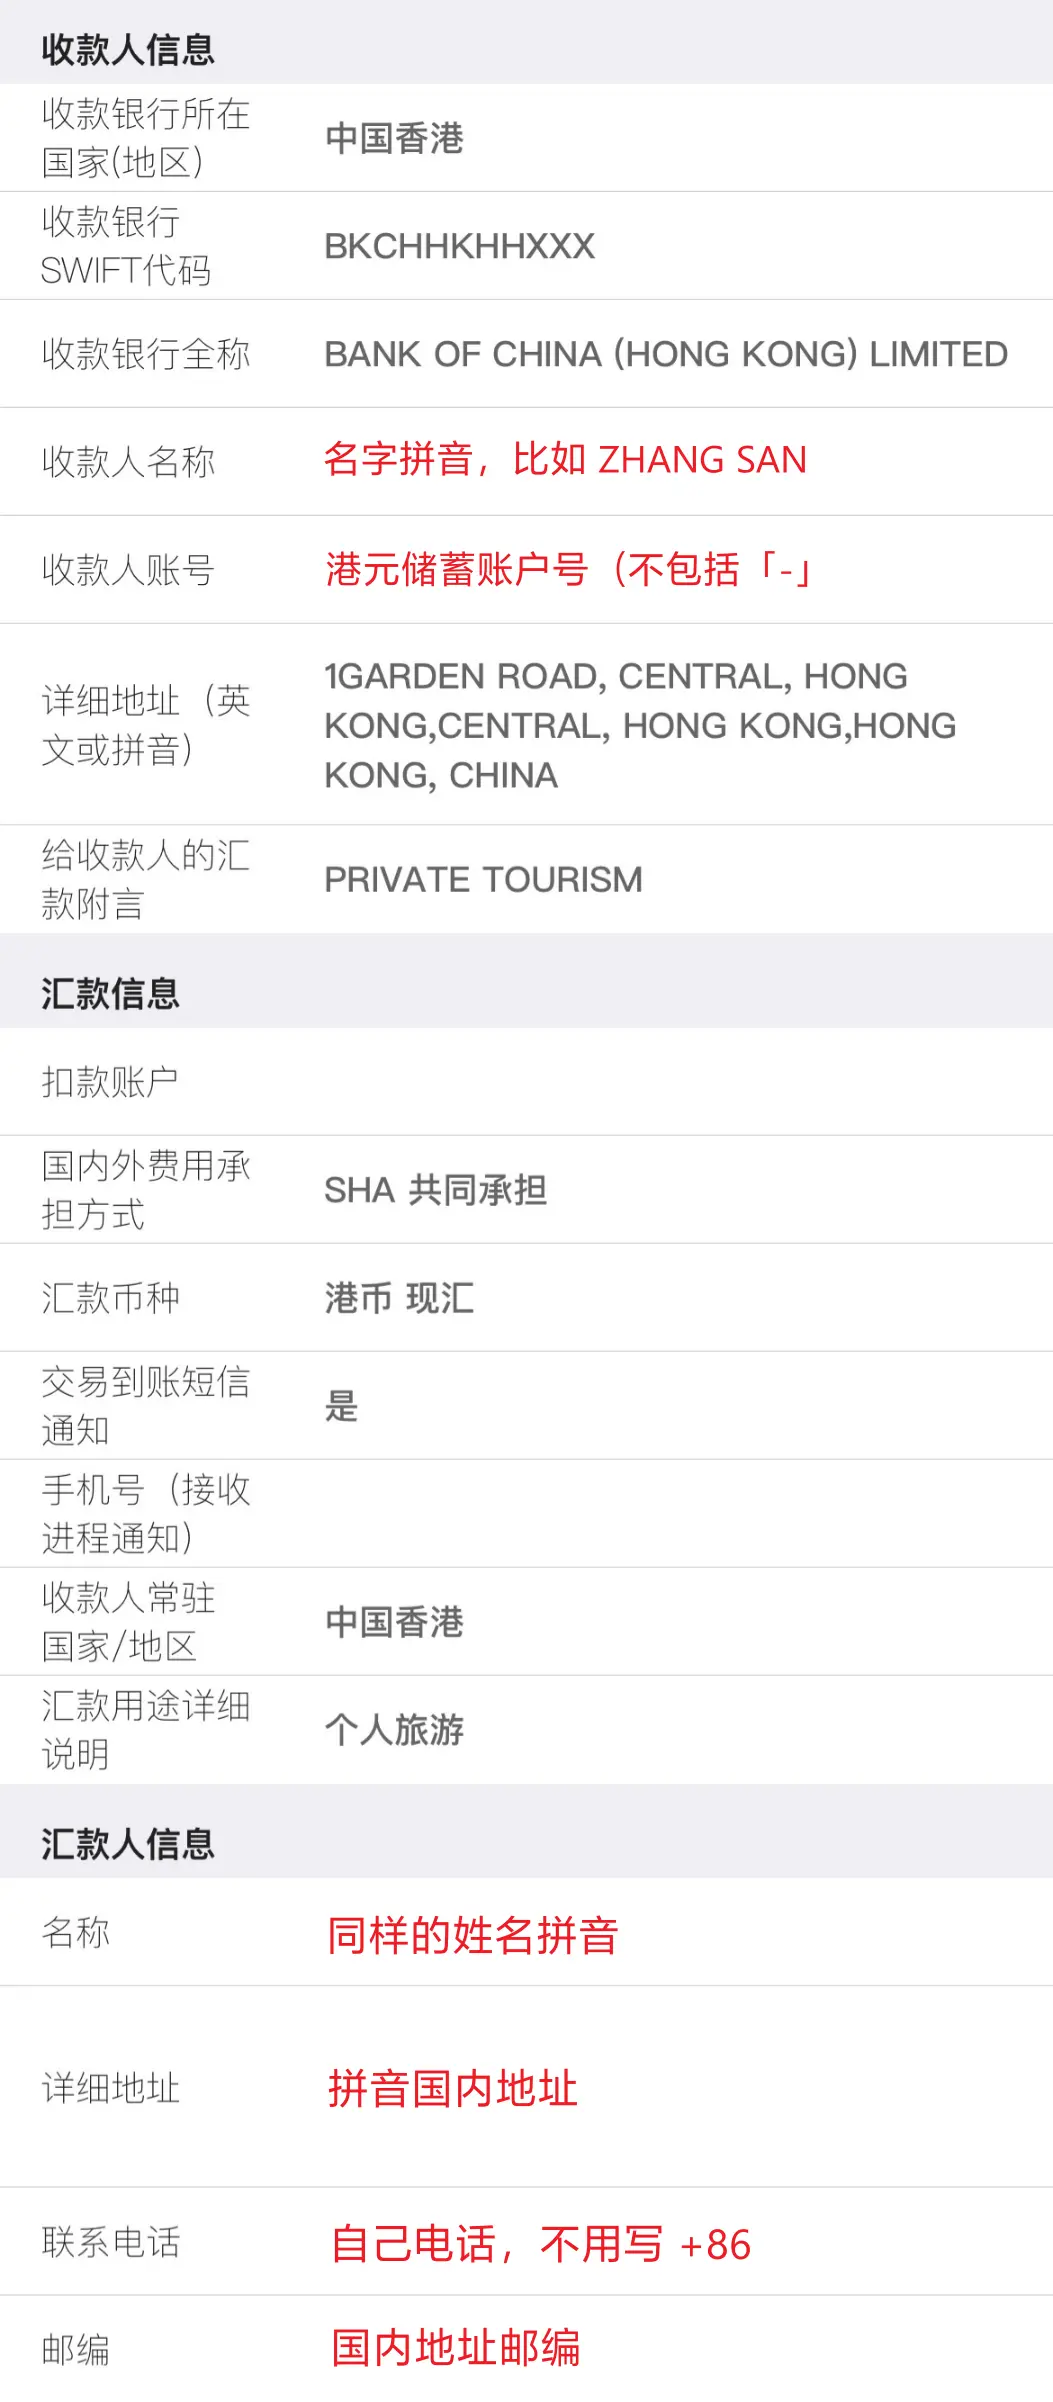 收款人信息
收款银行所在
国家(地区)
中国香港
收款银行
SWIFT代码
BKCHHKHHXXX
收款银行全称
BANK OF CHINA (HONG KONG) LIMITED
收款人名称
名字拼音，比如 ZHANG SAN
收款人账号
港元储蓄账户号（不包括「-」
详细地址（英
文或拼音）
1GARDEN ROAD, CENTRAL, HONG
KONG,CENTRAL, HONG KONG,HONG
KONG, CHINA
给收款人的汇
款附言
PRIVATE TOURISM
汇款信息
扣款账户
国内外费用承
担方式
SHA 共同承担
汇款币种
港币 现汇
交易到账短信
通知
是
手机号（接收
进程通知）
收款人常驻
国家/地区
中国香港
汇款用途详细
说明
个人旅游
汇款人信息
名称
同样的姓名拼音
详细地址
拼音国内地址
联系电话
自己电话，不用写 +86
邮编
国内地址邮编